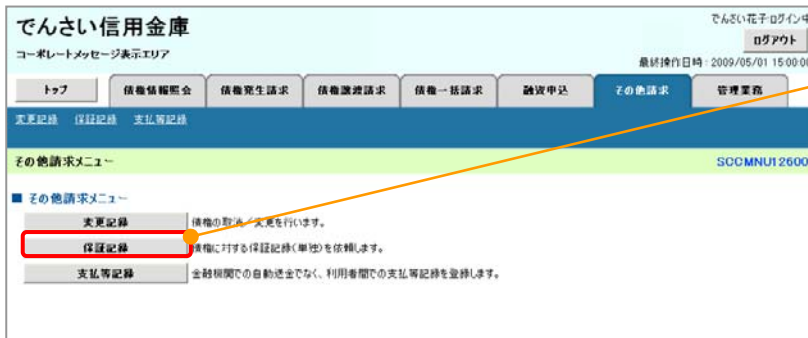 でんさい信用金庫
でんさい花子 ログイン中
コーポレートメッセージ表示エリア
ログアウト
最終操作日時:2009/05/01 15:00:00
トップ 債権情報照会 債権発生請求 債権譲渡請求 債権一括請求 融資申込 その他請求 管理業務
変更記録 保証記録 支払等記録
その他請求メニュー SCCMNU12600
■ その他請求メニュー
変更記録 債権の取消/変更を行います。
保証記録 債権に対する保証記録(単独)を依頼します。
支払等記録 金融機関での自動送金でなく、利用者間での支払等記録を登録します。